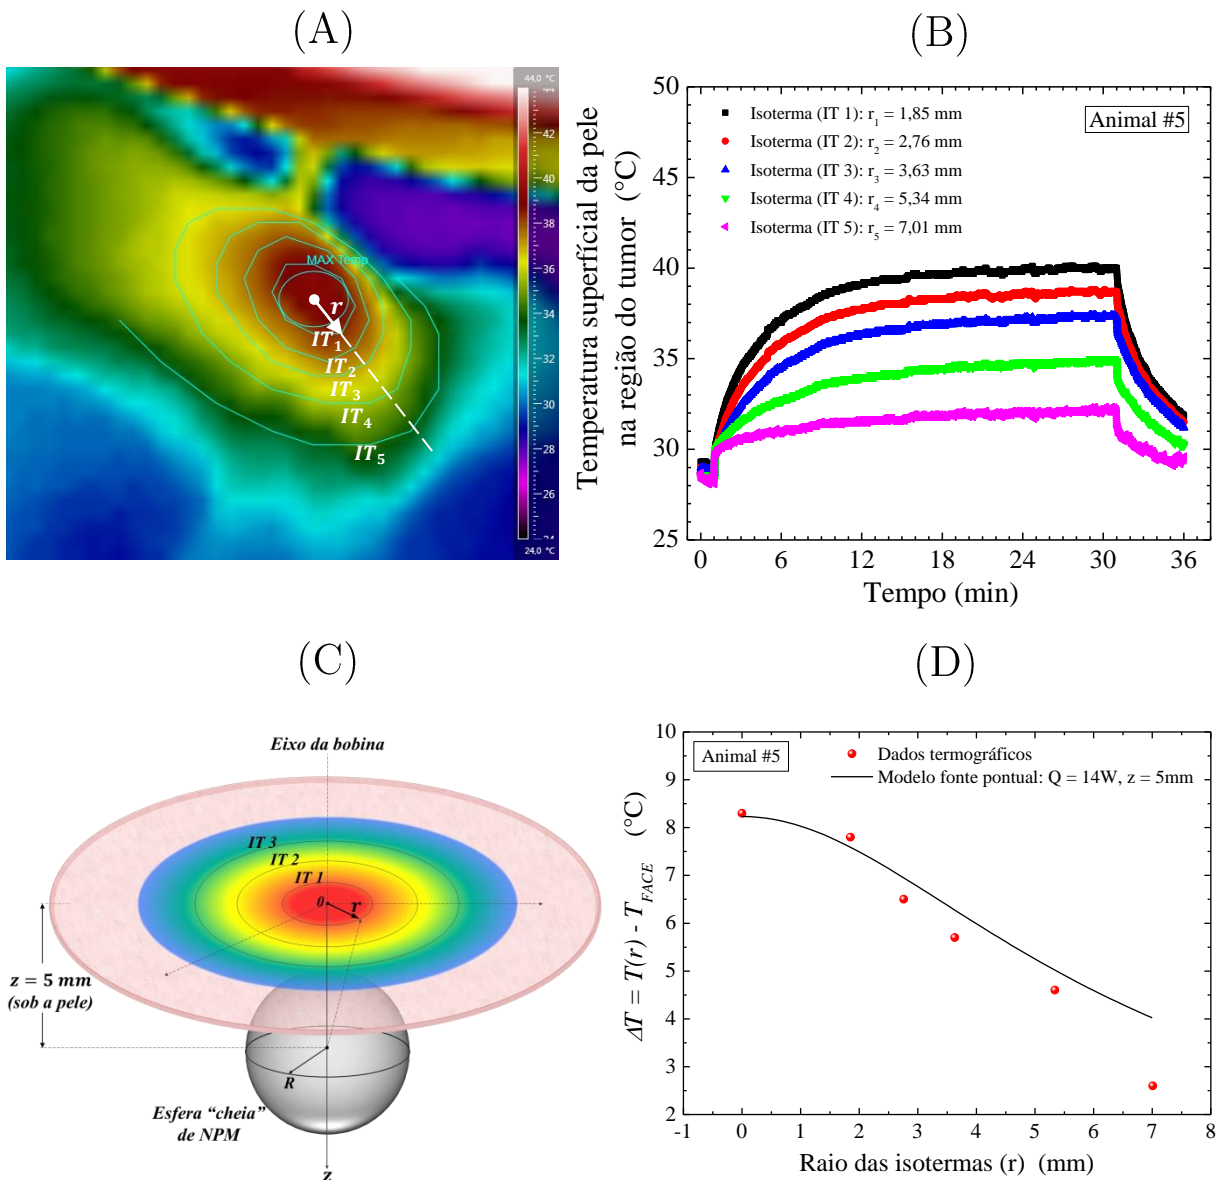 (A)
44,0 °C
44
42
40
38
36
34
32
30
28
26
24
24,0 °C
MAX Temp
r
IT1
IT2
IT3
IT4
IT5
(B)
Temperatura superfícial da pele
na região do tumor (°C)
50
45
40
35
30
25
Isoterma (IT 1): r1 = 1,85 mm
Isoterma (IT 2): r2 = 2,76 mm
Isoterma (IT 3): r3 = 3,63 mm
Isoterma (IT 4): r4 = 5,34 mm
Isoterma (IT 5): r5 = 7,01 mm
Animal #5
0 6 12 18 24 30 36
Tempo (min)
(C)
Eixo da bobina
IT 3
IT 2
IT 1
0
r
z = 5 mm
(sob a pele)
R
Esfera “cheia”
de NPM
z
(D)
ΔT = T(r) - TFACE (°C)
10
9
8
7
6
5
4
3
2
Animal #5
Dados termográficos
Modelo fonte pontual: Q = 14W, z = 5mm
-1 0 1 2 3 4 5 6 7 8
Raio das isotermas (r) (mm)